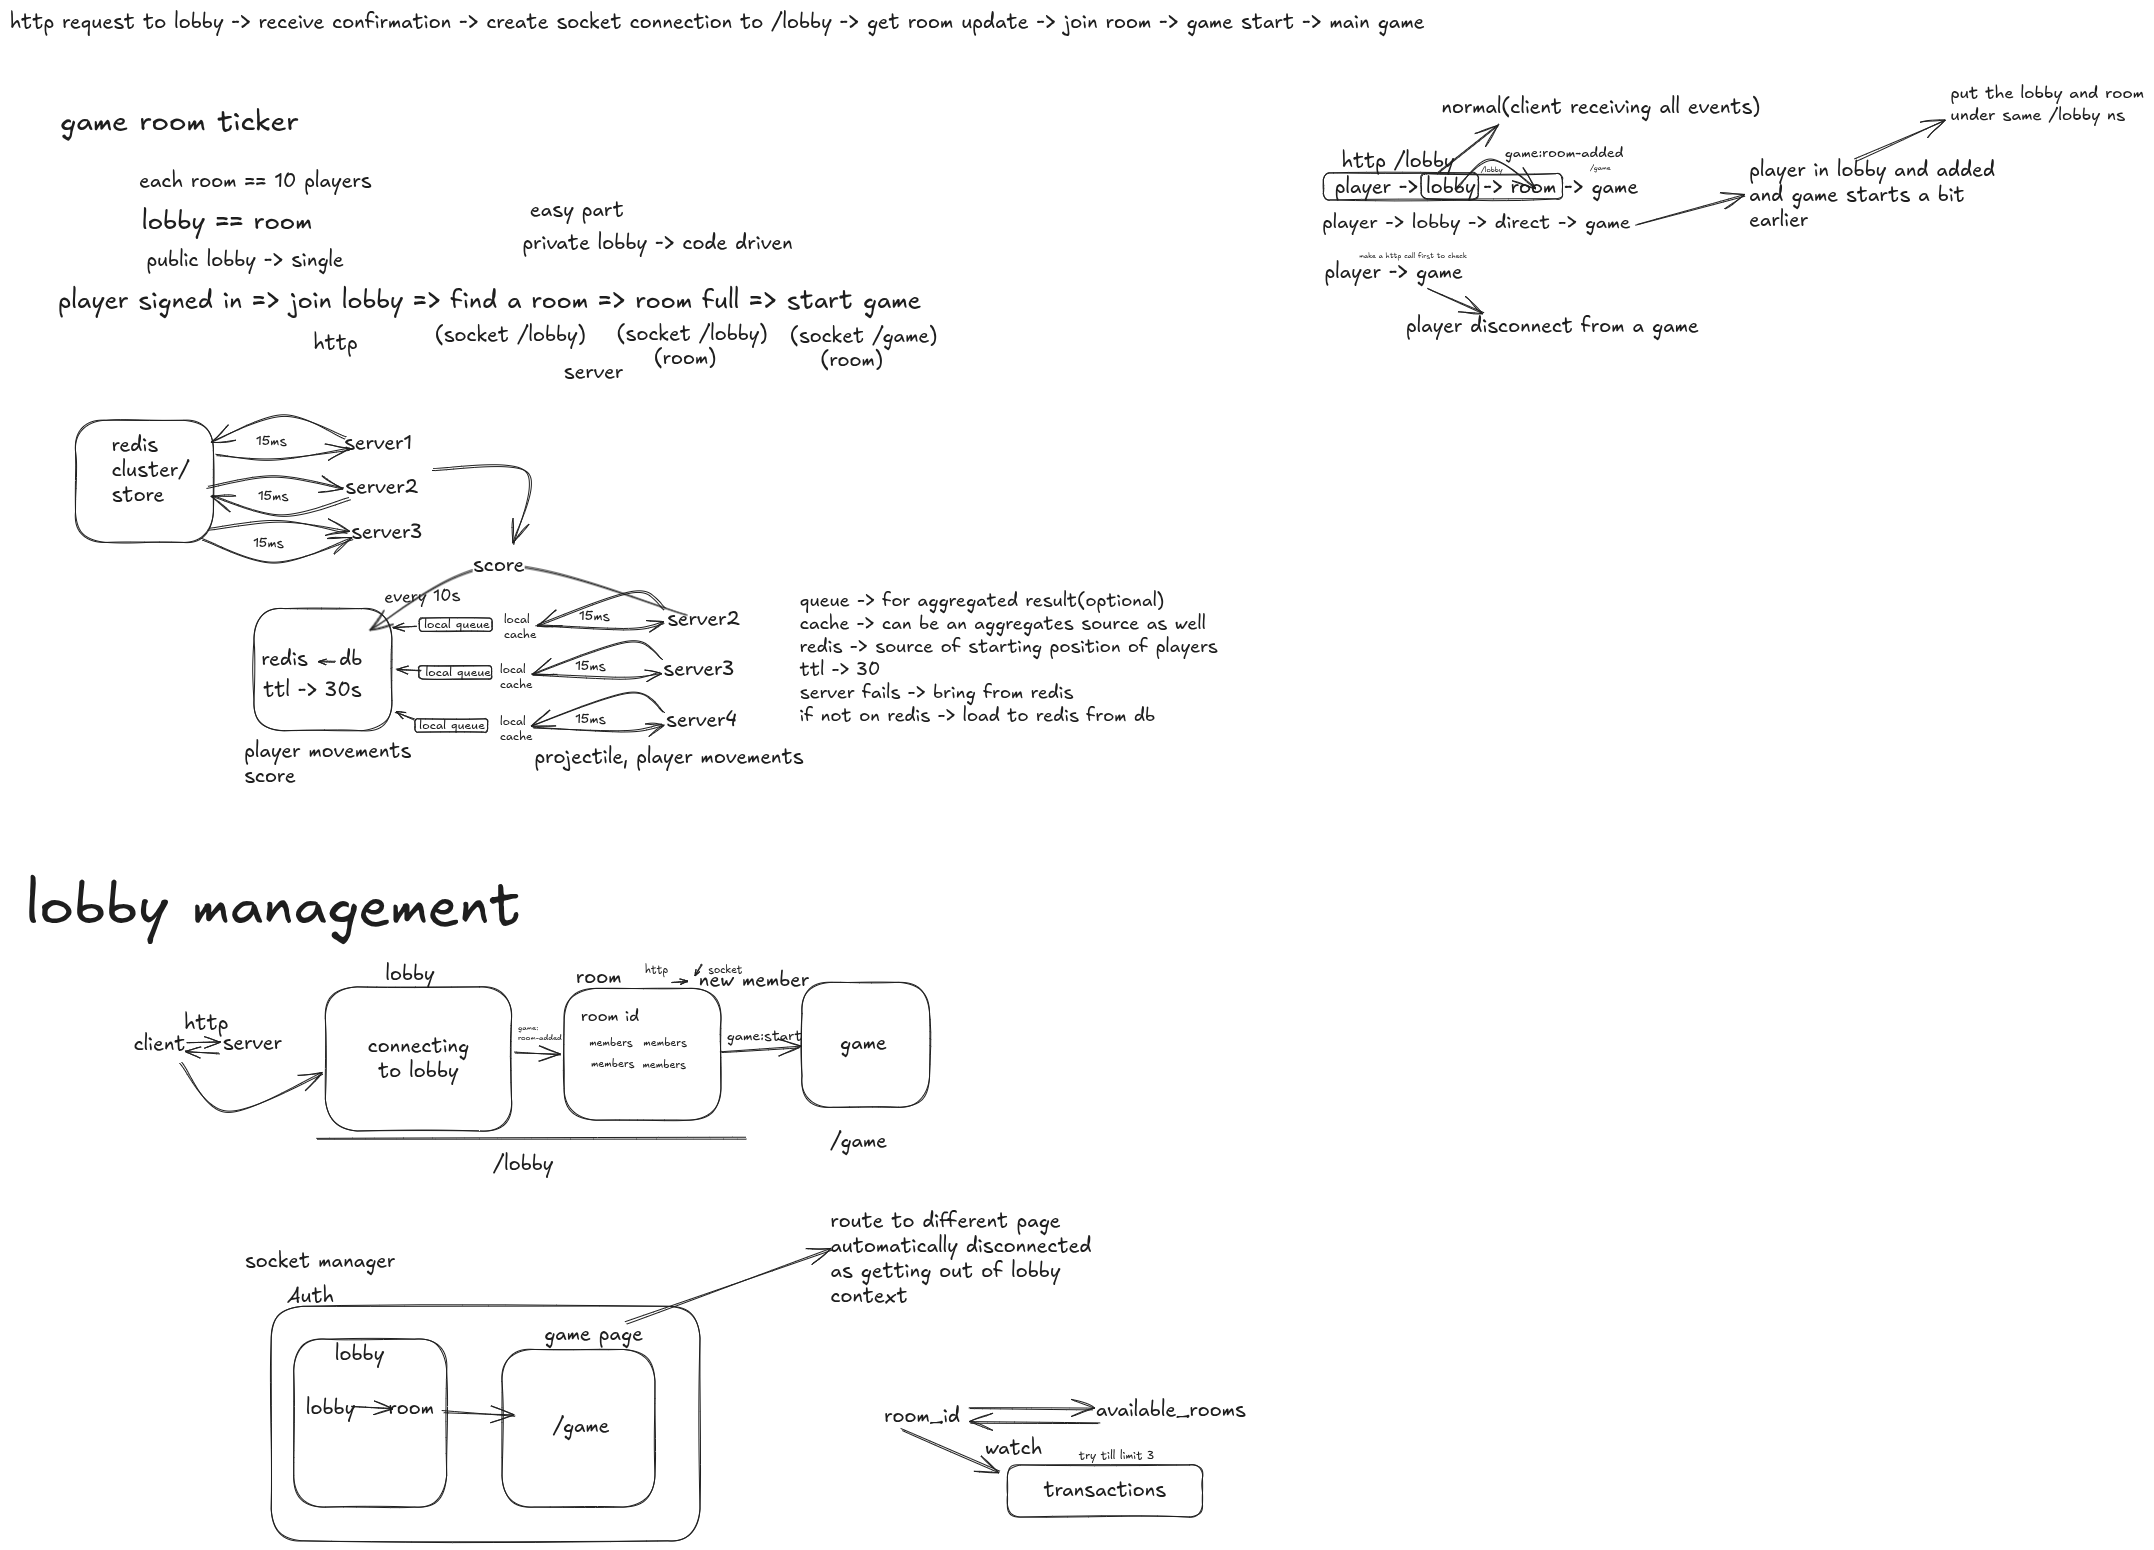 http request to lobby -> receive confirmation -> create socket connection to /lobby -> get room update -> join room -> game start -> main game
game room ticker
each room == 10 players
lobby == room
public lobby -> single
easy part
private lobby -> code driven
player signed in => join lobby => find a room => room full => start game
http
(socket /lobby)
(socket /lobby)
(room)
(socket /game)
(room)
server
normal(client receiving all events)
put the lobby and room
under same /lobby ns
http /lobby
game:room-added
/lobby
/game
player -> lobby -> room -> game
player -> lobby -> direct -> game
player in lobby and added
and game starts a bit
earlier
make a http call first to check
player -> game
player disconnect from a game
redis
cluster/
store
15ms
server1
15ms
server2
15ms
server3
score
every 10s
redis
db
ttl -> 30s
local queue
local
cache
15ms
server2
local queue
local
cache
15ms
server3
local queue
local
cache
15ms
server4
player movements
score
projectile, player movements
queue -> for aggregated result(optional)
cache -> can be an aggregates source as well
redis -> source of starting position of players
ttl -> 30
server fails -> bring from redis
if not on redis -> load to redis from db
lobby management
client
http
server
lobby
connecting
to lobby
game:
room-added
room
http
socket
new member
room id
members members
members members
game:start
game
/lobby
/game
socket manager
Auth
lobby
lobby
room
game page
/game
route to different page
automatically disconnected
as getting out of lobby
context
room_id
available_rooms
watch
try till limit 3
transactions